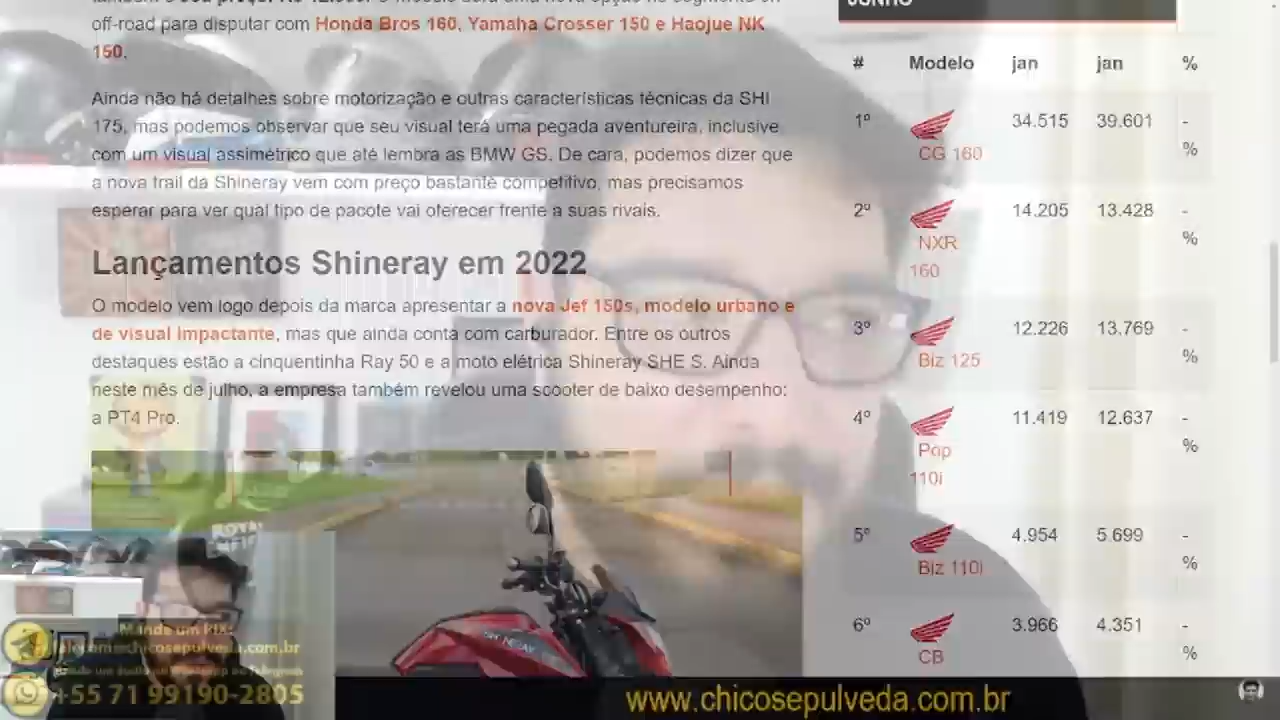 off-road para disputar com Honda Bros 160, Yamaha Crosser 150 e Haojue NK
150.
Ainda não há detalhes sobre motorização e outras características técnicas da SHI
175, mas podemos observar que seu visual terá uma pegada aventureira, inclusive
com um visual assimétrico que até lembra as BMW GS. De cara, podemos dizer que
a nova trail da Shineray vem com preço bastante competitivo, mas precisamos
esperar para ver qual tipo de pacote vai oferecer frente a suas rivais.
Lançamentos Shineray em 2022
O modelo vem logo depois da marca apresentar a nova Jef 150s, modelo urbano e
de visual impactante, mas que ainda conta com carburador. Entre os outros
destaques estão a cinquentinha Ray 50 e a moto elétrica Shineray SHE S. Ainda
neste mês de julho, a empresa também revelou uma scooter de baixo desempenho:
a PT4 Pro.
JUNHO
# Modelo jan jan %
1º CG 160 34.515 39.601 -
%
2º NXR 160 14.205 13.428 -
%
3º Biz 125 12.226 13.769 -
%
4º Pop 110i 11.419 12.637 -
%
5º Biz 110i 4.954 5.699 -
%
6º CB 3.966 4.351 -
%
SHINERAY
ROYAL
Mande um PIX:
chicosepulveda.com.br
+55 71 99190-2805
www.chicosepulveda.com.br